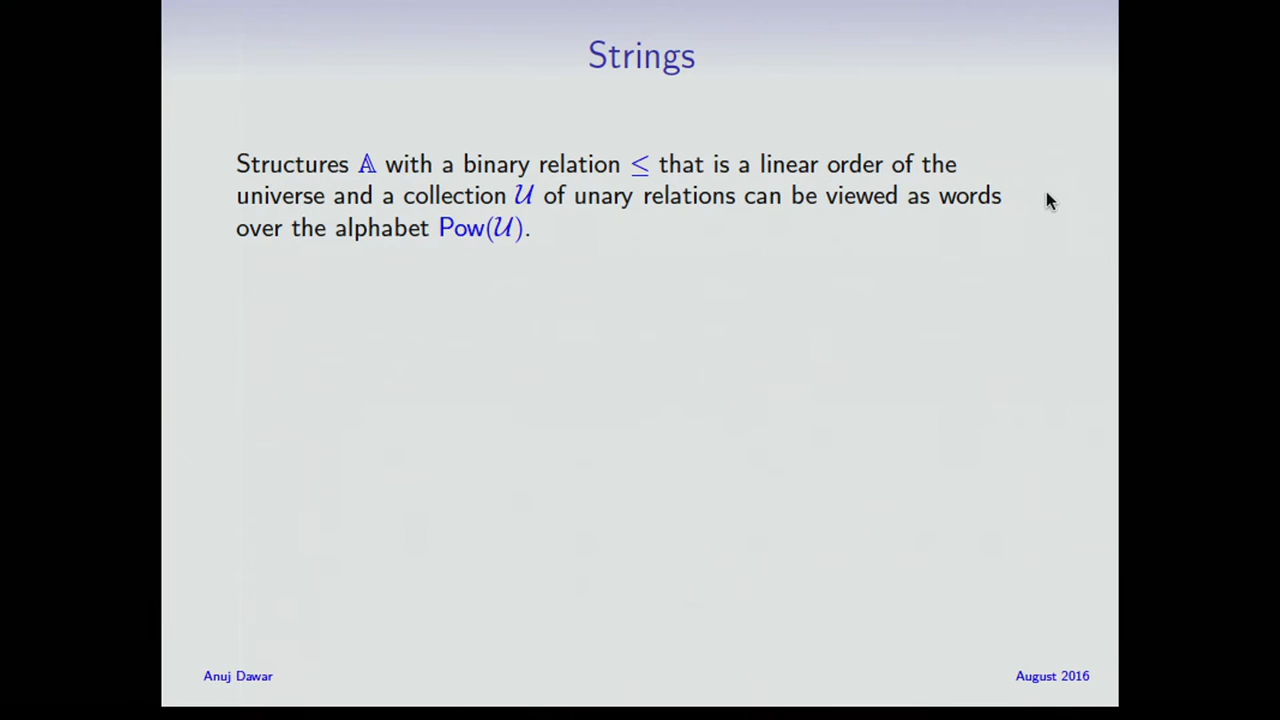 Strings
Structures 𝔸 with a binary relation ≤ that is a linear order of the
universe and a collection 𝒰 of unary relations can be viewed as words
over the alphabet Pow(𝒰).
Anuj Dawar
August 2016